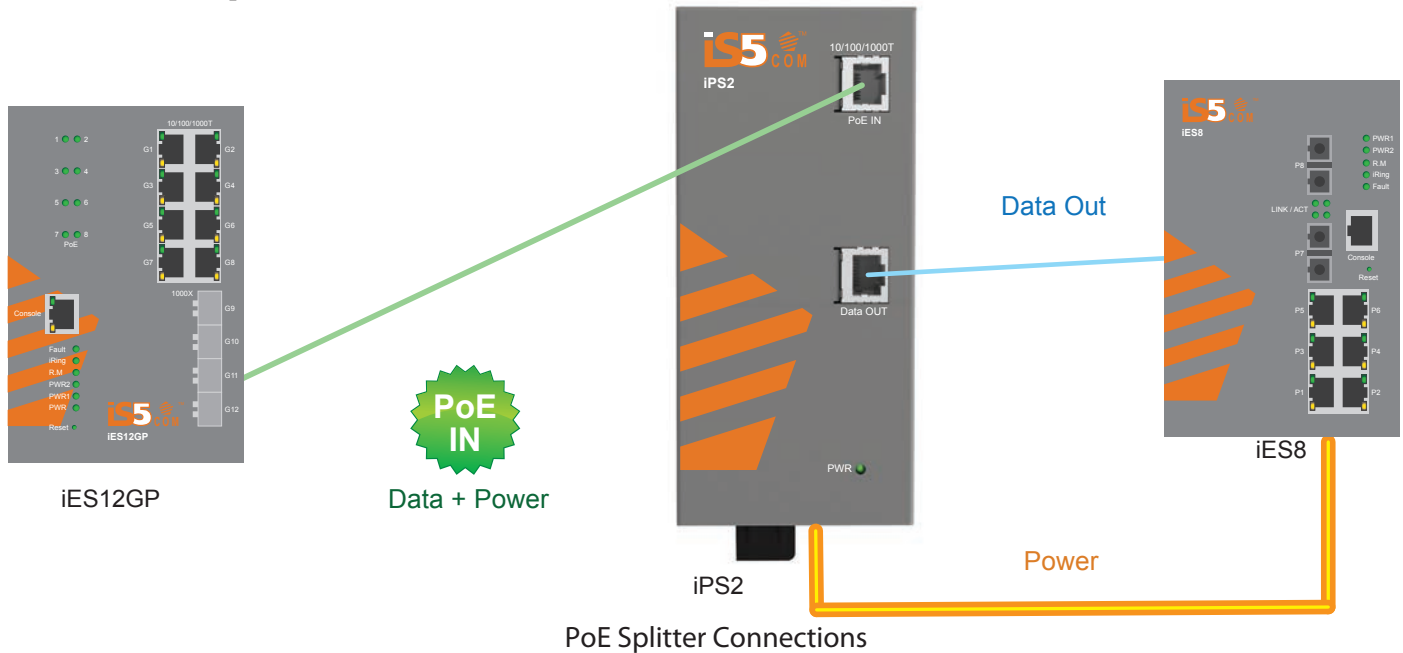 10/100/1000T
1 2
3 4
5 6
7 8
PoE
G1 G2
G3 G4
G5 G6
G7 G8
1000X
G9
G10
G11
G12
Console
Fault
iRing
R.M
PWR2
PWR1
PWR
Reset
iS5
COM
iES12GP
iES12GP
PoE
IN
Data + Power
iS5™
COM
iPS2
10/100/1000T
PoE IN
Data OUT
PWR
iPS2
Data Out
Power
iS5
COM
iES8
PWR1
PWR2
R.M
iRing
Fault
P8
LINK / ACT
P7
Console
Reset
P5 P6
P3 P4
P1 P2
iES8
PoE Splitter Connections